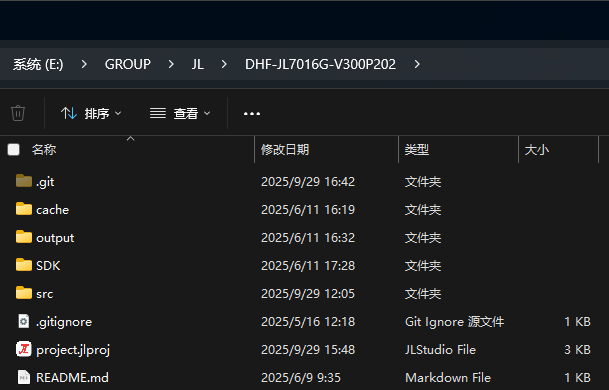 系统 (E:) > GROUP > JL > DHF-JL7016G-V300P202 >
排序 查看 •••
名称 修改日期 类型 大小
.git 2025/9/29 16:42 文件夹
cache 2025/6/11 16:19 文件夹
output 2025/6/11 16:32 文件夹
SDK 2025/6/11 17:28 文件夹
src 2025/9/29 12:05 文件夹
.gitignore 2025/5/16 12:18 Git Ignore 源文件 1 KB
project.jlproj 2025/9/29 15:48 JLStudio File 3 KB
README.md 2025/6/9 9:35 Markdown File 1 KB